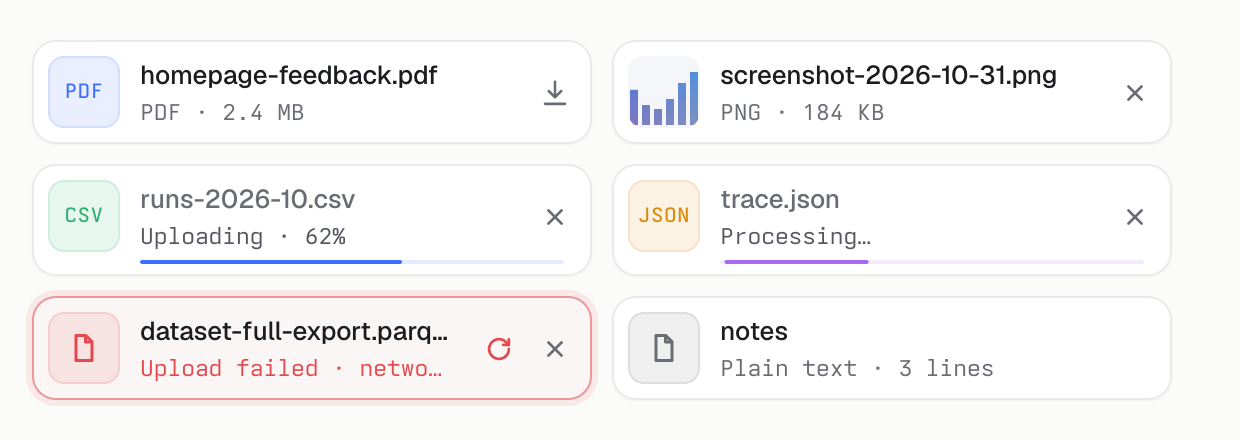 PDF
homepage-feedback.pdf
PDF · 2.4 MB
screenshot-2026-10-31.png
PNG · 184 KB
CSV
runs-2026-10.csv
Uploading · 62%
JSON
trace.json
Processing…
dataset-full-export.parq…
Upload failed · netwo…
notes
Plain text · 3 lines